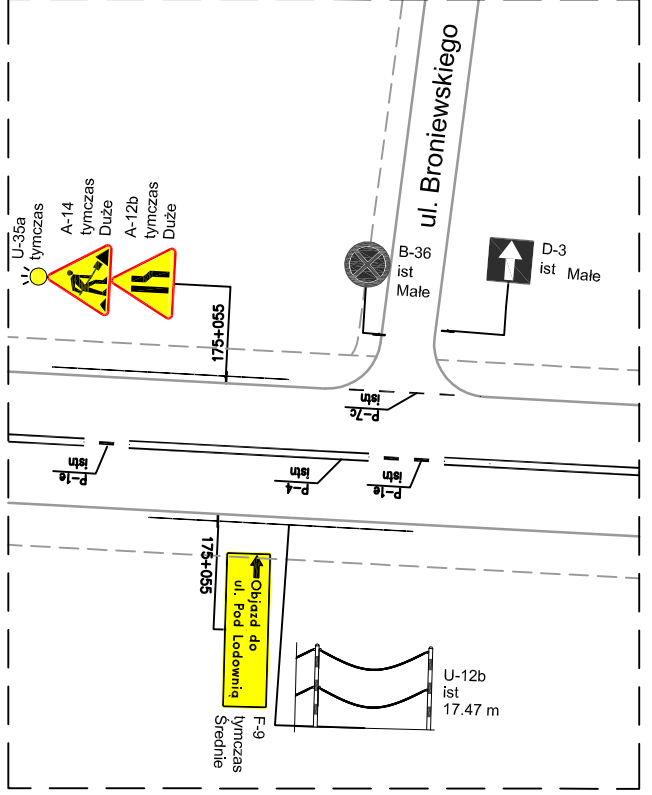 ul. Broniewskiego
U-35a
tymczas
A-14
tymczas
Duże
A-12b
tymczas
Duże
B-36
ist
Małe
D-3
ist Małe
175+055
P-7c
istn
P-1e
istn
P-4
istn
P-1e
istn
175+055
Objazd do
ul. Pod Lodownią
F-9
tymczas
Średnie
U-12b
ist
17.47 m